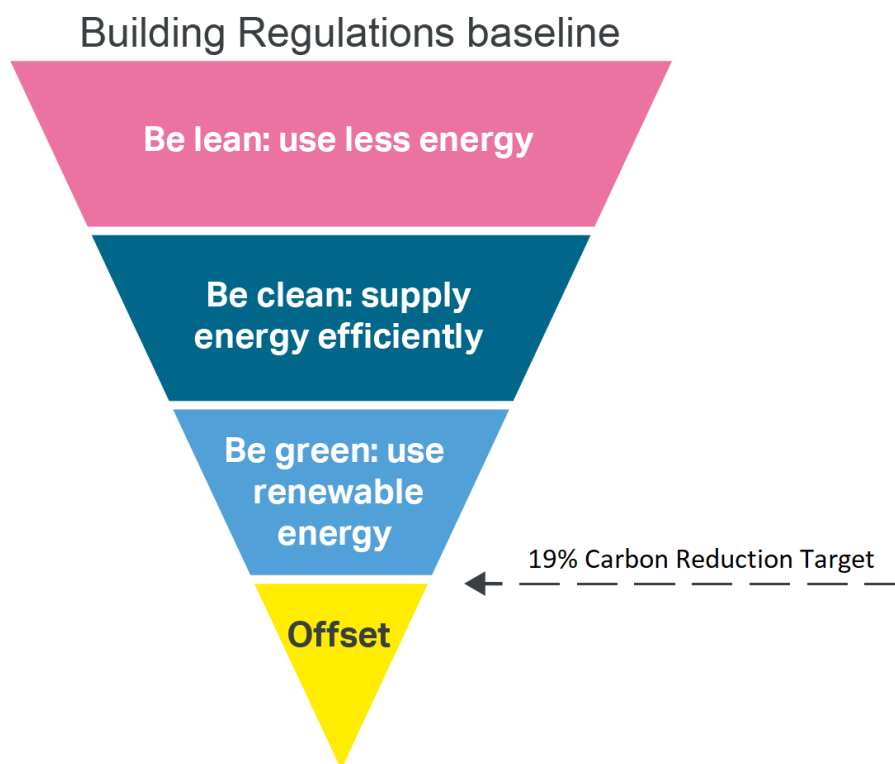 Building Regulations baseline
Be lean: use less energy
Be clean: supply
energy efficiently
Be green: use
renewable
energy
19% Carbon Reduction Target
Offset